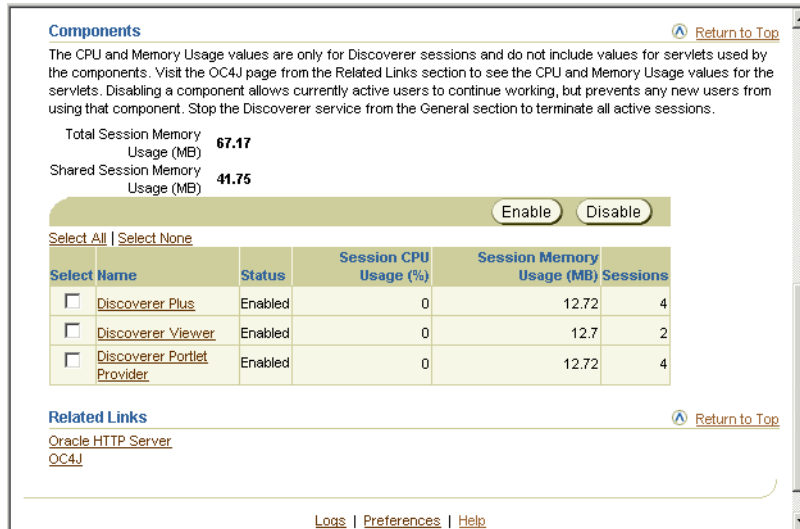 Components
Return to Top
The CPU and Memory Usage values are only for Discoverer sessions and do not include values for servlets used by
the components. Visit the OC4J page from the Related Links section to see the CPU and Memory Usage values for the
servlets. Disabling a component allows currently active users to continue working, but prevents any new users from
using that component. Stop the Discoverer service from the General section to terminate all active sessions.
Total Session Memory
Usage (MB) 67.17
Shared Session Memory
Usage (MB) 41.75
Enable Disable
Select All | Select None
Select Name Status Session CPU Usage (%) Session Memory Usage (MB) Sessions
Discoverer Plus Enabled 0 12.72 4
Discoverer Viewer Enabled 0 12.7 2
Discoverer Portlet
Provider Enabled 0 12.72 4
Related Links
Return to Top
Oracle HTTP Server
OC4J
Logs | Preferences | Help